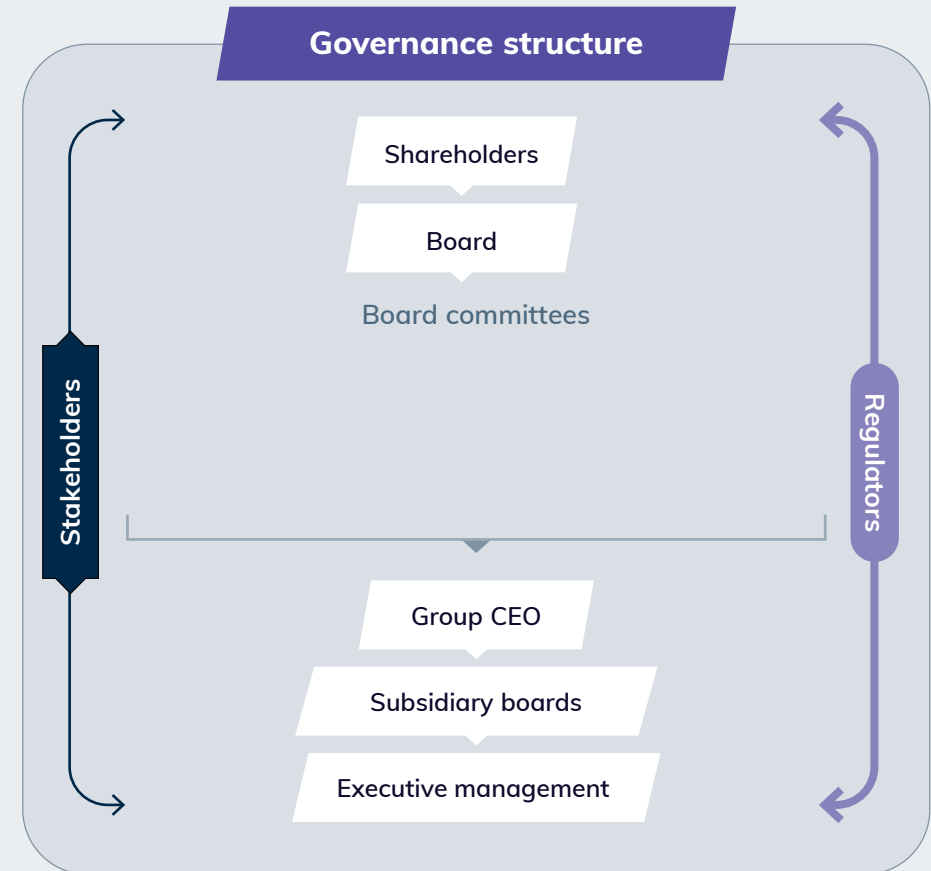 Governance structure
Shareholders
Board
Board committees
Stakeholders
Regulators
Group CEO
Subsidiary boards
Executive management